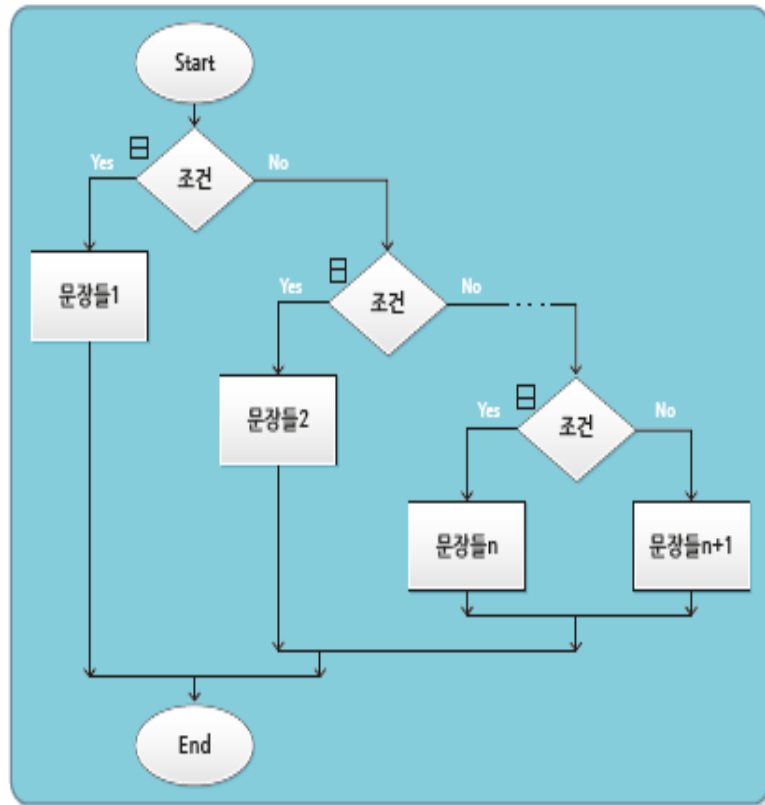 Start
Yes
조건
No
문장들1
Yes
조건
No
문장들2
Yes
조건
No
문장들n
문장들n+1
End